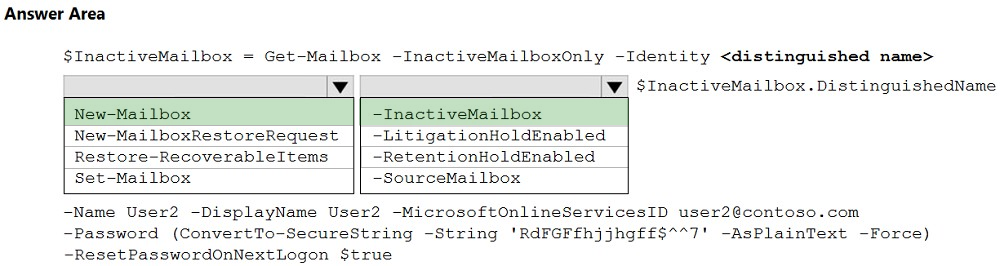 Answer Area
$InactiveMailbox = Get-Mailbox -InactiveMailboxOnly -Identity <distinguished name>
$InactiveMailbox.DistinguishedName
New-Mailbox
New-MailboxRestoreRequest
Restore-RecoverableItems
Set-Mailbox
-InactiveMailbox
-LitigationHoldEnabled
-RetentionHoldEnabled
-SourceMailbox
-Name User2 -DisplayName User2 -MicrosoftOnlineServicesID user2@contoso.com
-Password (ConvertTo-SecureString -String 'RdFGFfhjjhgff$^^7' -AsPlainText -Force)
-ResetPasswordOnNextLogon $true